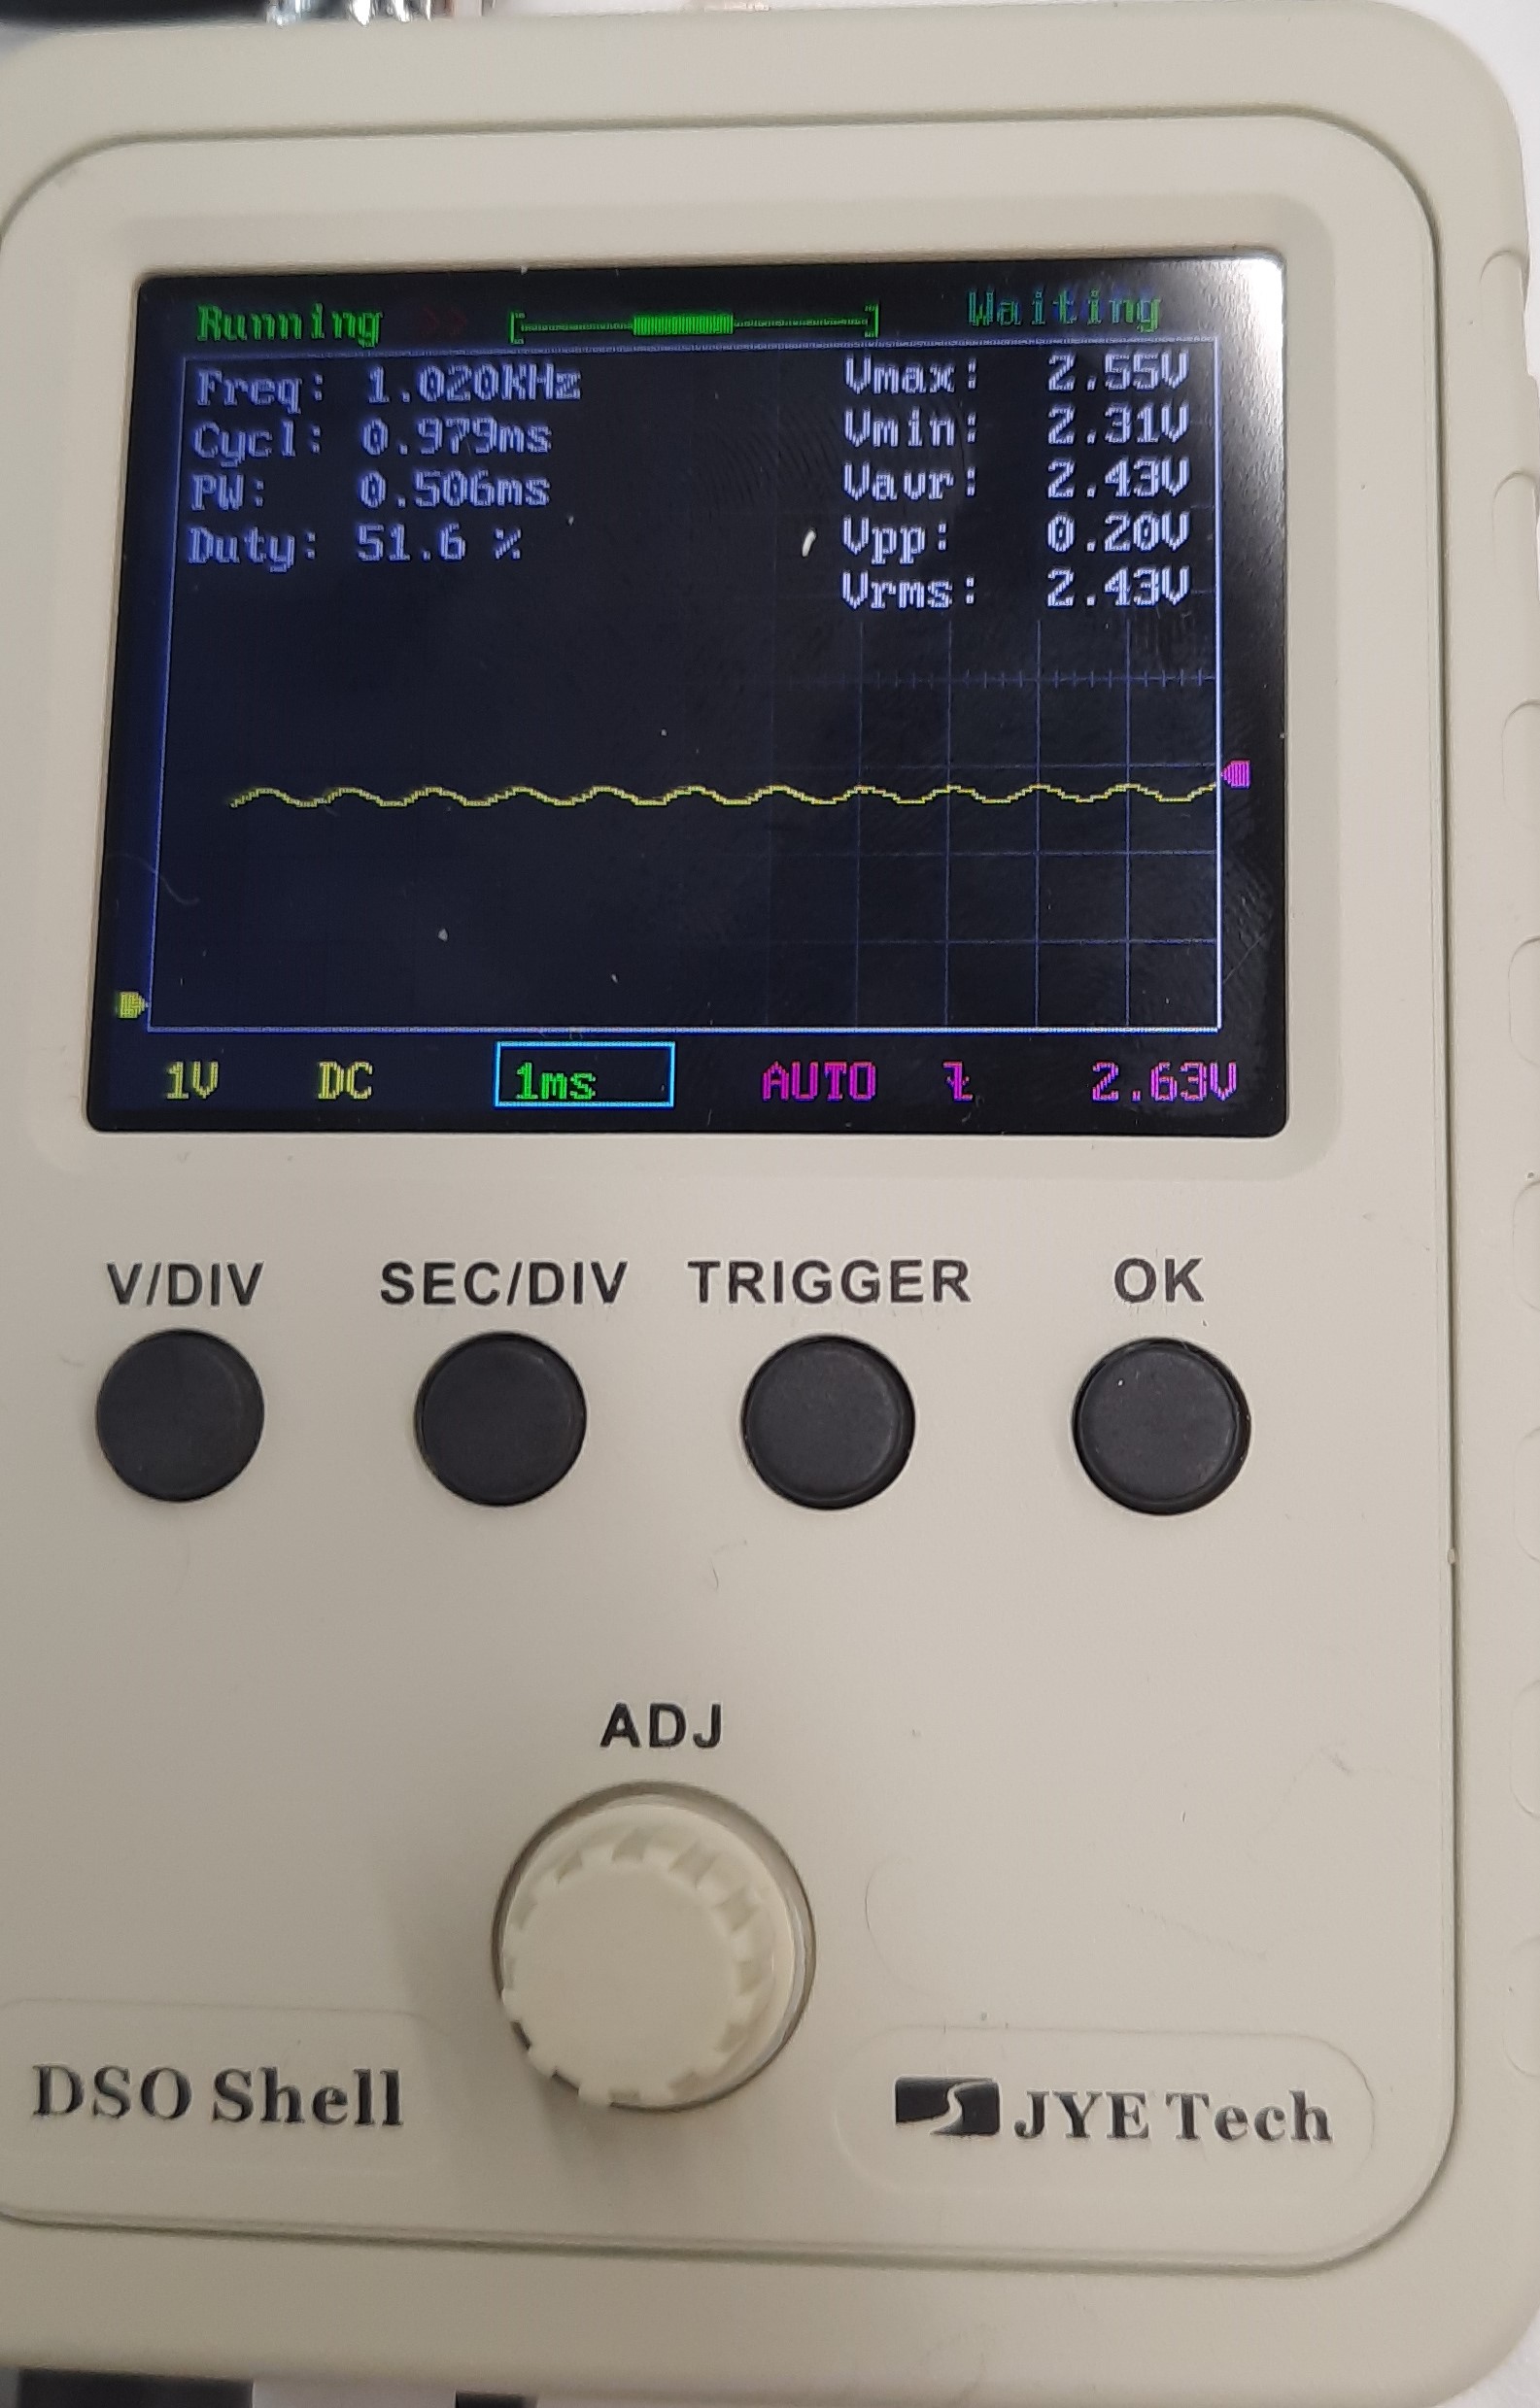 Running >> Waiting
Freq: 1.020KHz Vmax: 2.55V
Cycl: 0.979ms Vmin: 2.31V
PW: 0.506ms Vavr: 2.43V
Duty: 51.6 % Vpp: 0.20V
Vrms: 2.43V
1V DC 1ms AUTO 2.63V
V/DIV SEC/DIV TRIGGER OK
ADJ
DSO Shell JYE Tech